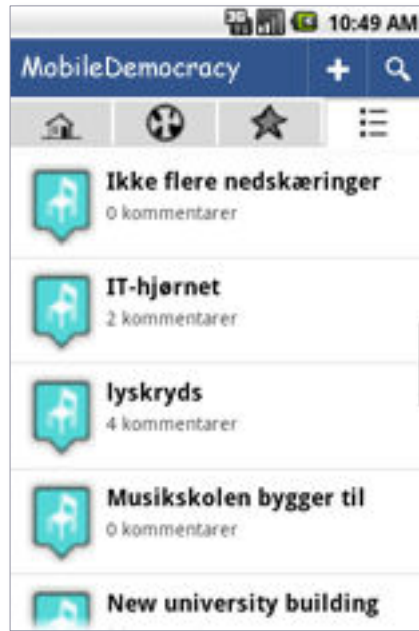 3G 10:49 AM
MobileDemocracy
Ikke flere nedskæringer
0 kommentarer
IT-hjørnet
2 kommentarer
lyskryds
4 kommentarer
Musikskolen bygger til
0 kommentarer
New university building